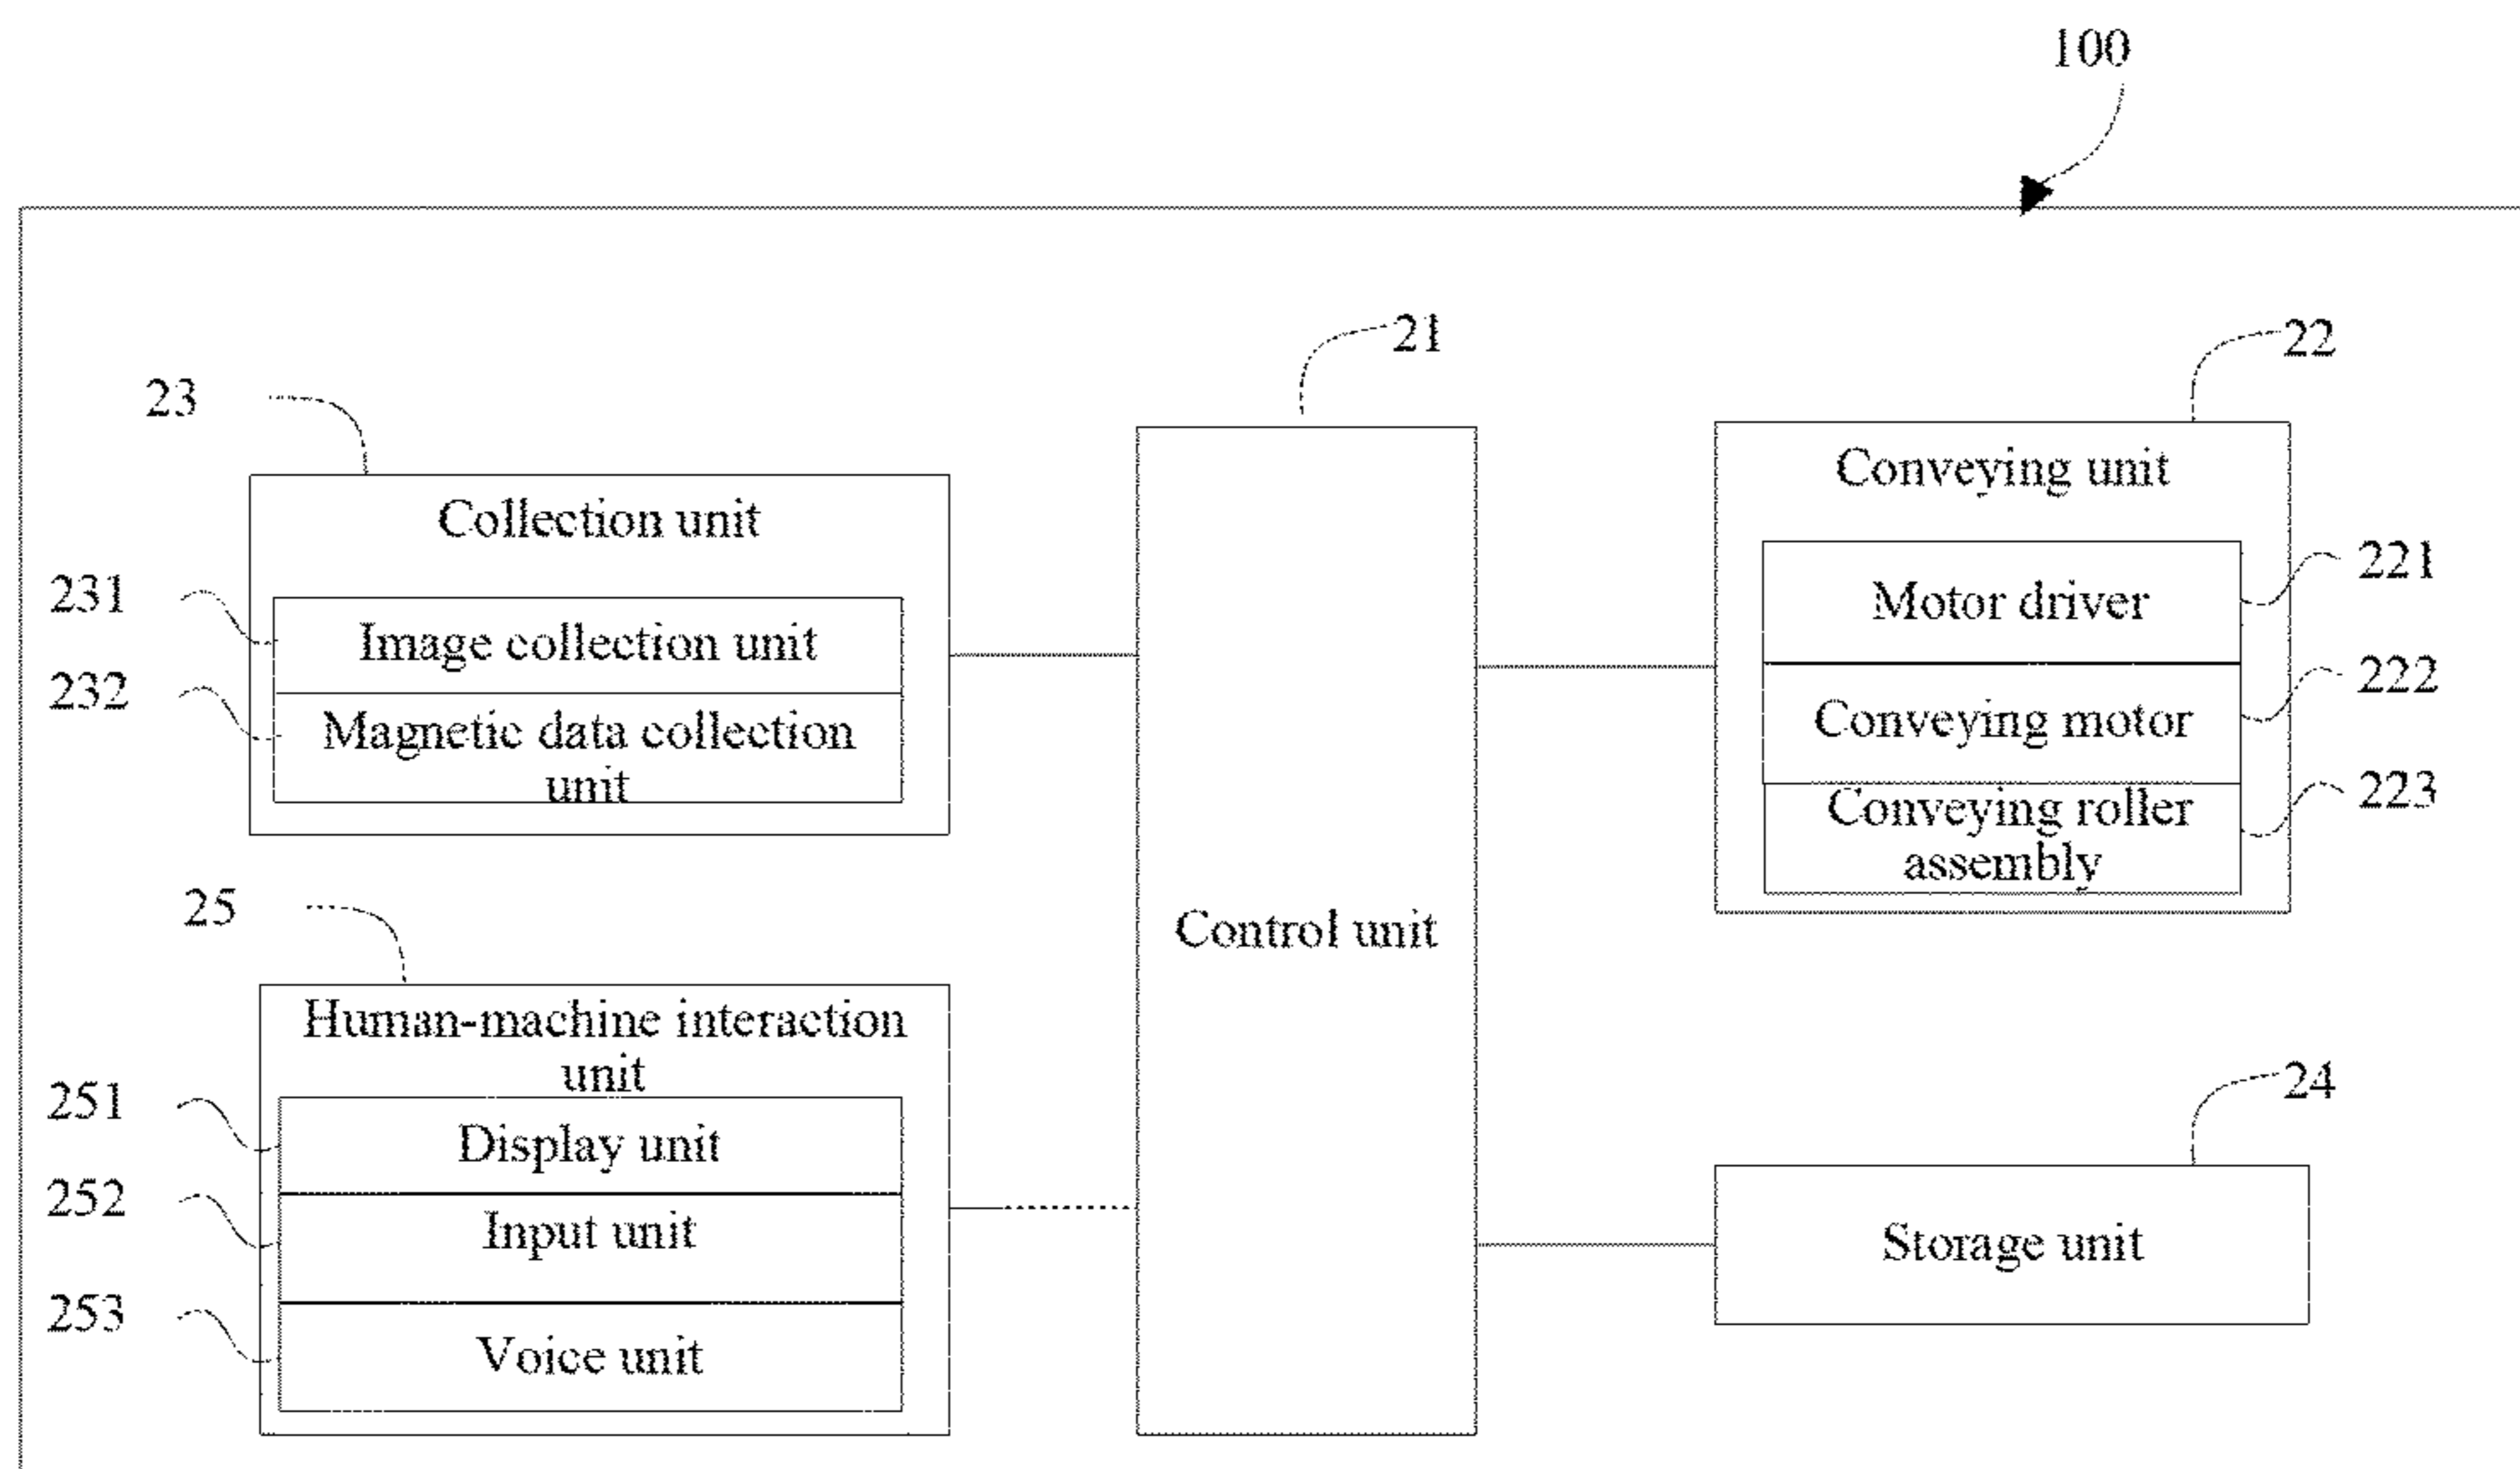 100
21
22
23
Collection unit
231
Image collection unit
232
Magnetic data collection
unit
Conveying unit
Motor driver
221
Conveying motor
222
Conveying roller
assembly
223
Control unit
25
Human-machine interaction
unit
251
Display unit
252
Input unit
253
Voice unit
24
Storage unit